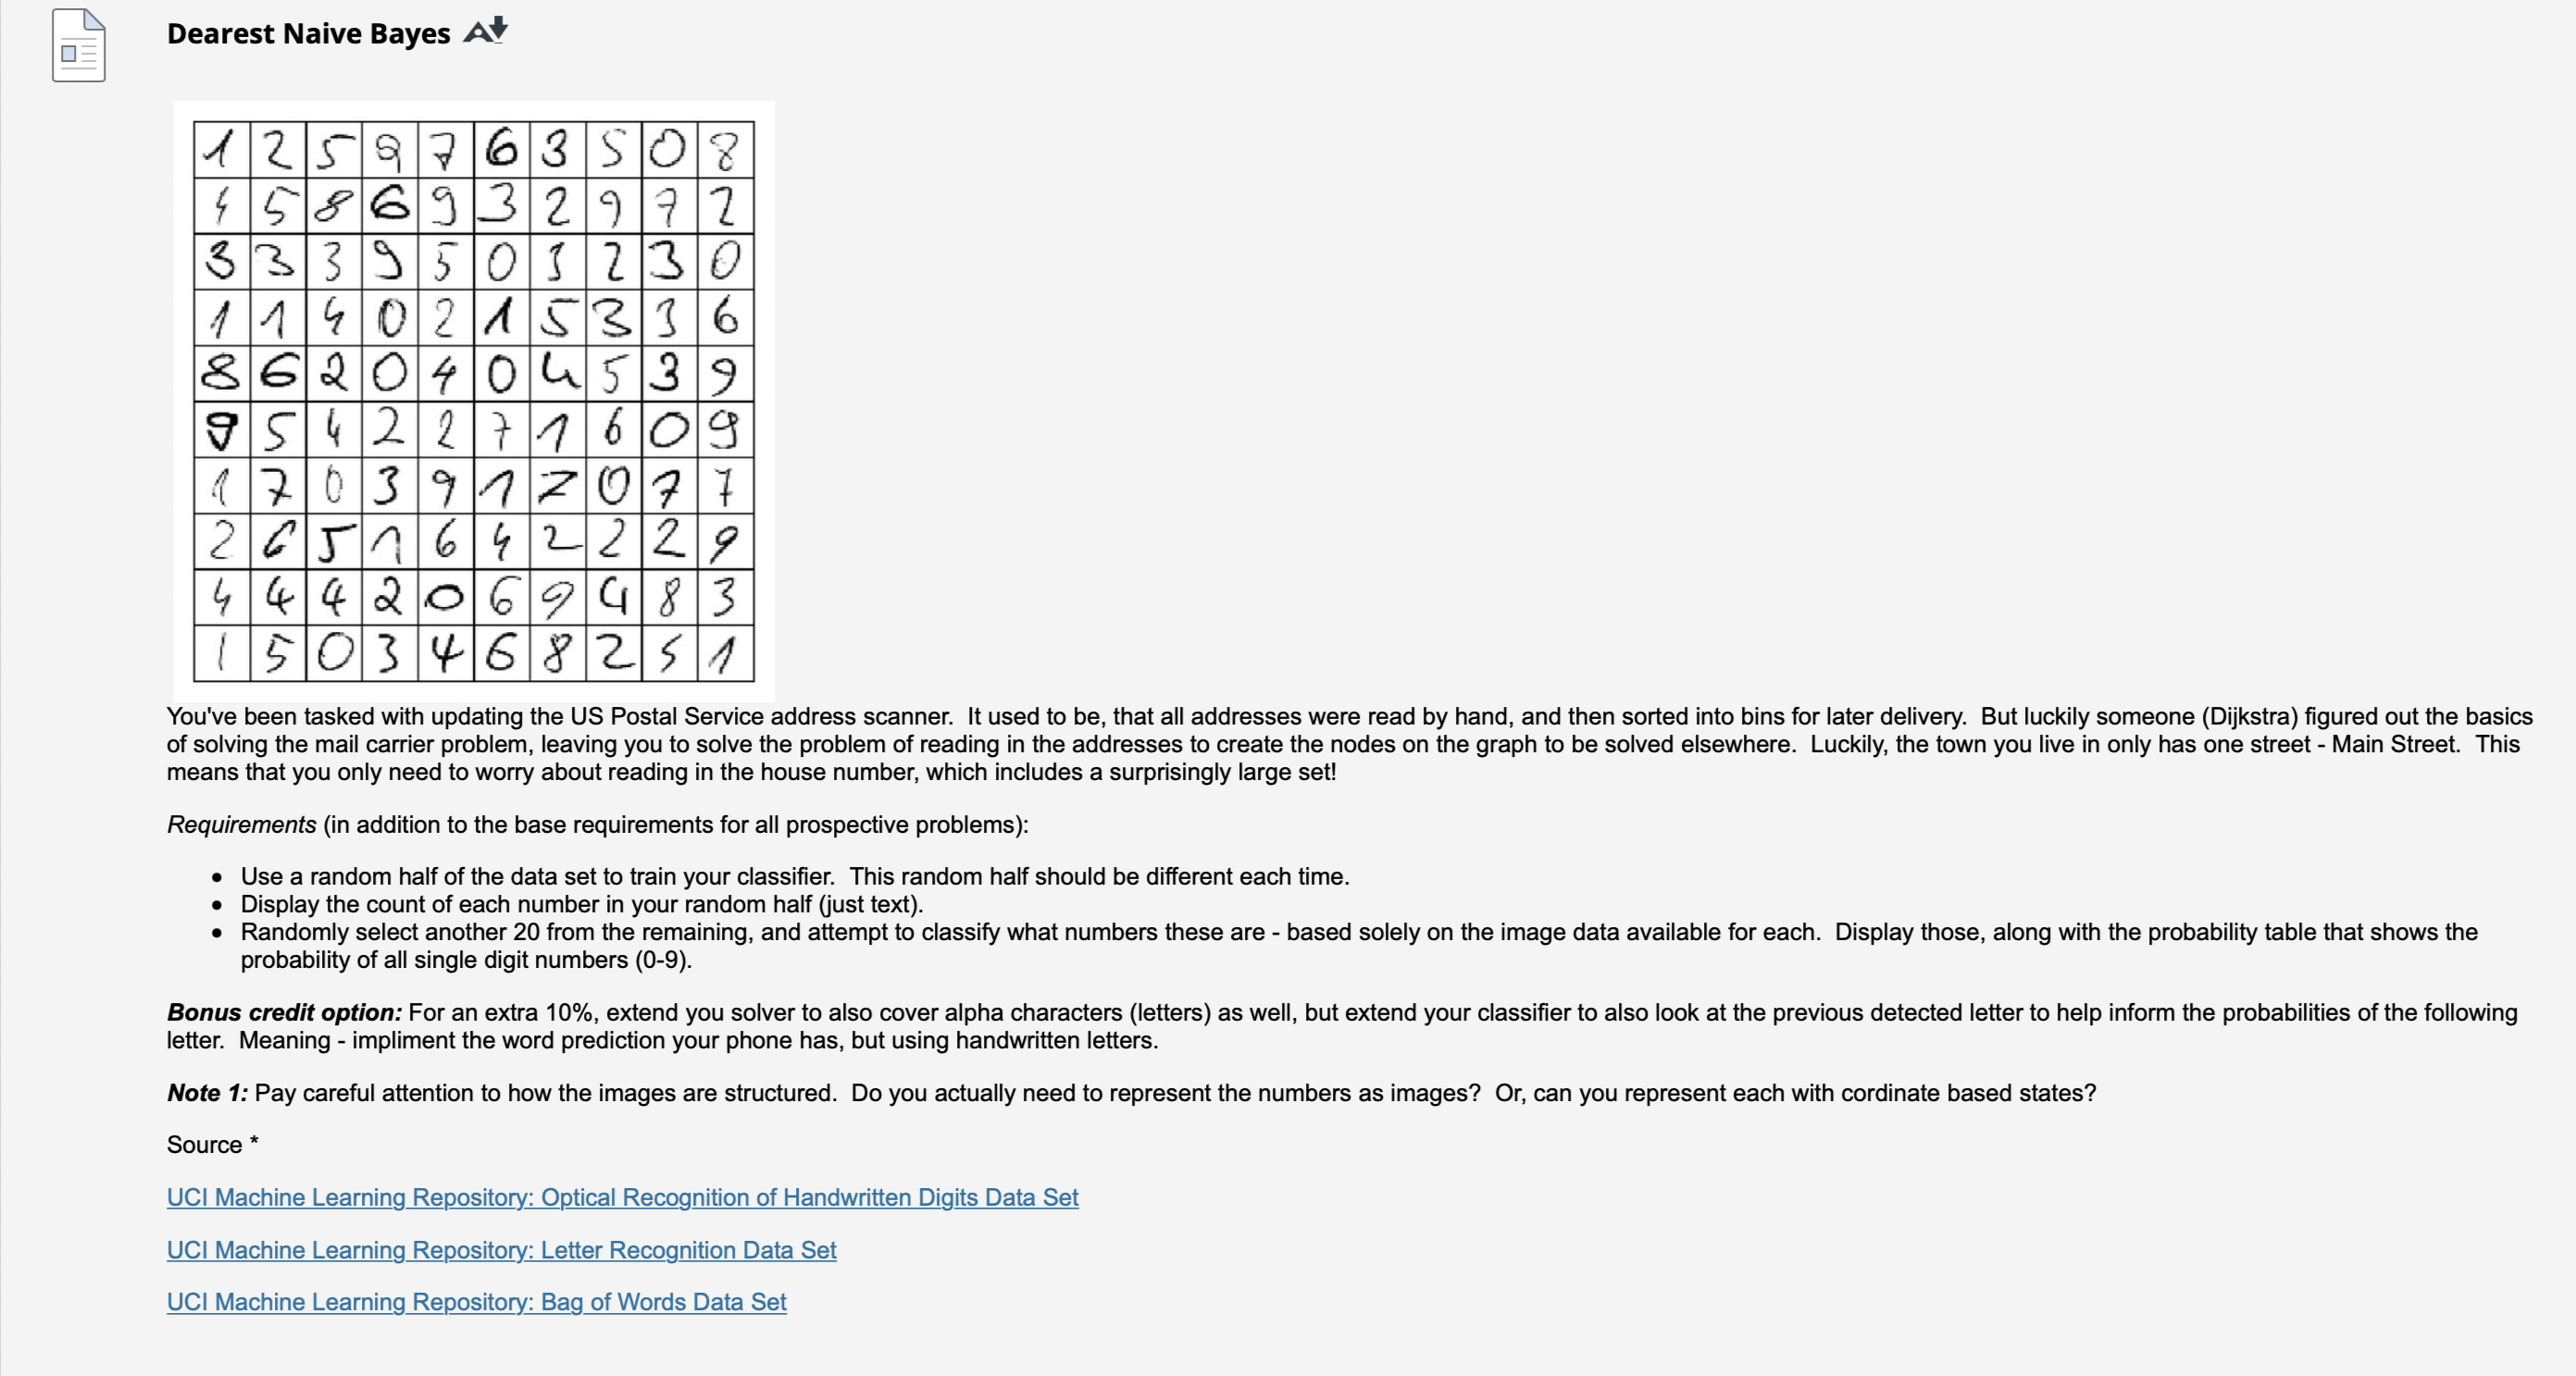 Dearest Naive Bayes
1 2 5 9 7 6 3 5 0 8
4 5 8 6 9 3 2 9 7 2
3 3 3 9 5 0 3 2 3 0
1 1 4 0 2 1 5 3 3 6
8 6 2 0 4 0 4 5 3 9
9 5 4 2 2 7 1 6 0 9
1 7 0 3 9 1 7 0 7 7
2 6 5 1 6 4 2 2 2 9
4 4 4 2 0 6 9 4 8 3
1 5 0 3 4 6 8 2 5 1
You've been tasked with updating the US Postal Service address scanner.  It used to be, that all addresses were read by hand, and then sorted into bins for later delivery.  But luckily someone (Dijkstra) figured out the basics
of solving the mail carrier problem, leaving you to solve the problem of reading in the addresses to create the nodes on the graph to be solved elsewhere.  Luckily, the town you live in only has one street - Main Street.  This
means that you only need to worry about reading in the house number, which includes a surprisingly large set!
Requirements (in addition to the base requirements for all prospective problems):
• Use a random half of the data set to train your classifier.  This random half should be different each time.
• Display the count of each number in your random half (just text).
• Randomly select another 20 from the remaining, and attempt to classify what numbers these are - based solely on the image data available for each.  Display those, along with the probability table that shows the
probability of all single digit numbers (0-9).
Bonus credit option: For an extra 10%, extend you solver to also cover alpha characters (letters) as well, but extend your classifier to also look at the previous detected letter to help inform the probabilities of the following
letter.  Meaning - impliment the word prediction your phone has, but using handwritten letters.
Note 1: Pay careful attention to how the images are structured.  Do you actually need to represent the numbers as images?  Or, can you represent each with cordinate based states?
Source *
UCI Machine Learning Repository: Optical Recognition of Handwritten Digits Data Set
UCI Machine Learning Repository: Letter Recognition Data Set
UCI Machine Learning Repository: Bag of Words Data Set